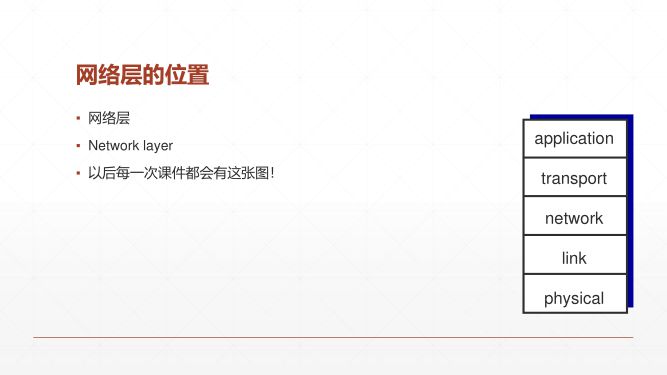 网络层的位置
网络层
Network layer
以后每一次课件都会有这张图!
application
transport
network
link
physical